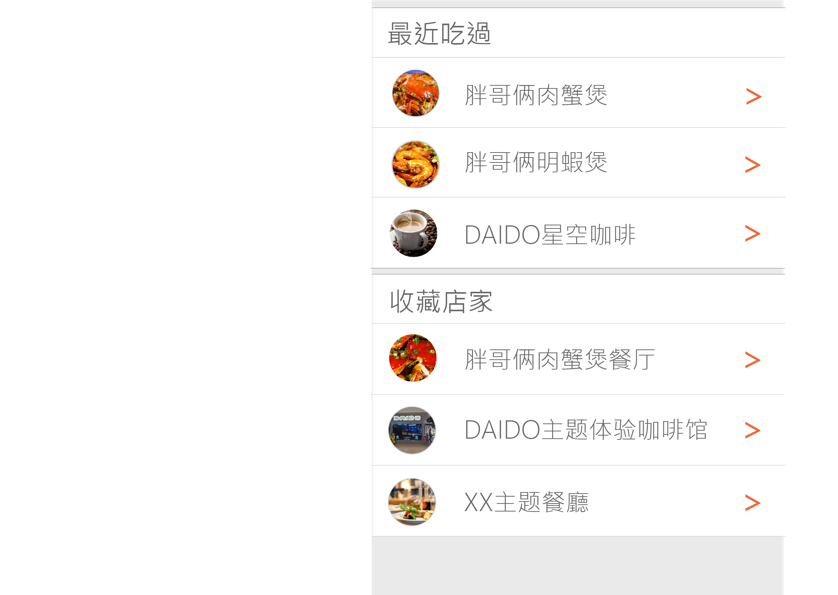 最近吃過
胖哥俩肉蟹煲
>
胖哥俩明蝦煲
>
DAIDO星空咖啡
>
收藏店家
胖哥俩肉蟹煲餐厅
>
DAIDO主题体验咖啡馆
>
XX主题餐廳
>